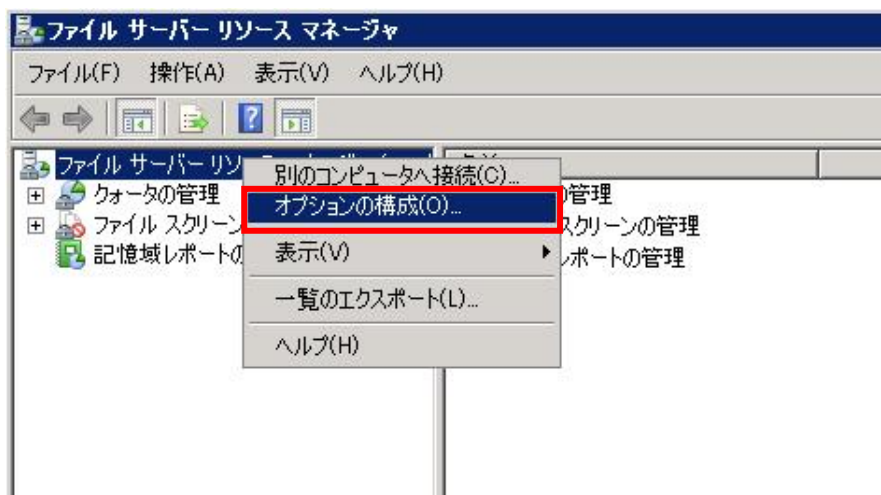 ファイル サーバー リソース マネージャ
ファイル(F) 操作(A) 表示(V) ヘルプ(H)
ファイル サーバー リソ
クォータの管理
ファイル スクリーン
記憶域レポートの
別のコンピュータへ接続(C)...
オプションの構成(O)...
表示(V)
一覧のエクスポート(L)...
ヘルプ(H)
の管理
スクリーンの管理
レポートの管理